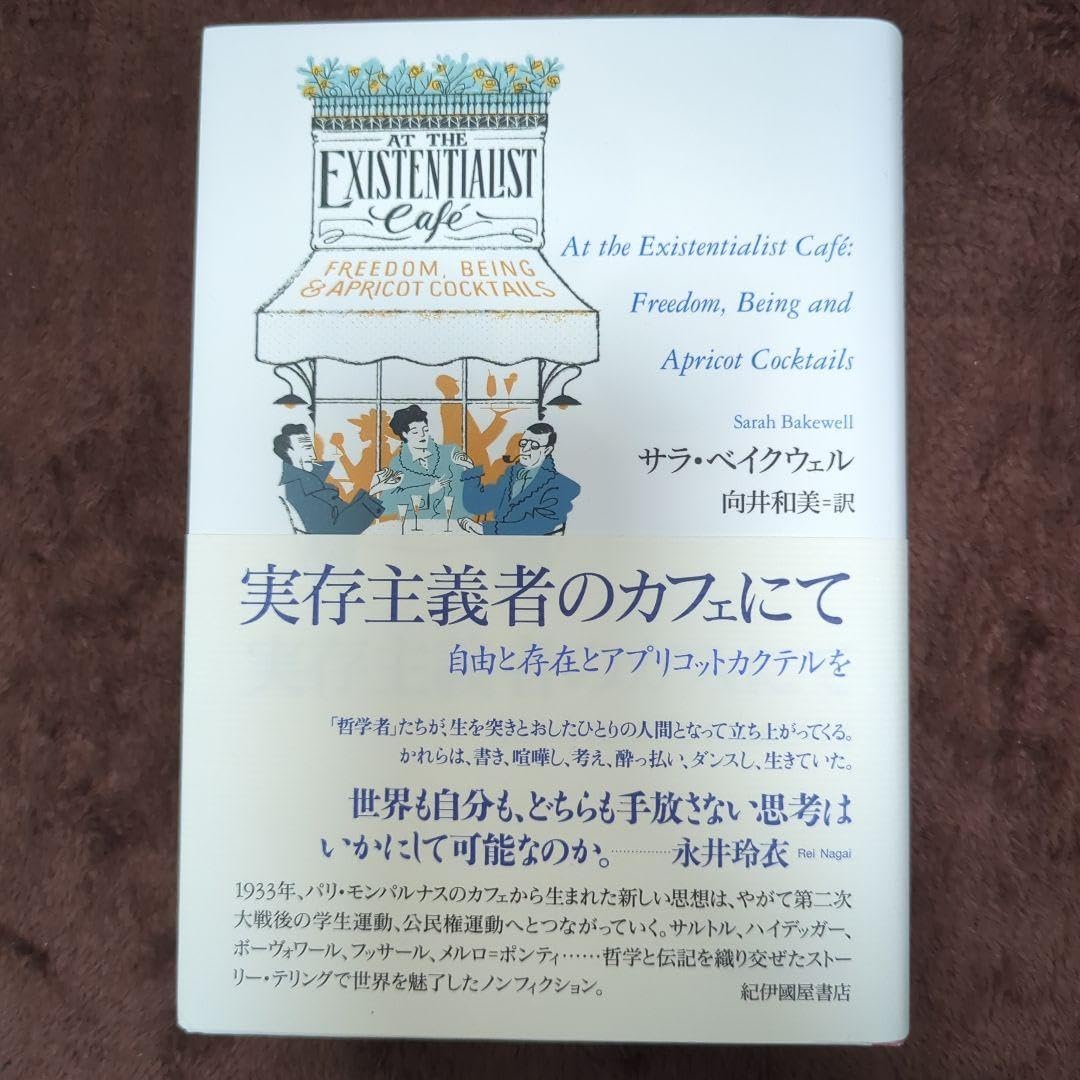 AT THE
EXISTENTIALIST
Café
FREEDOM, BEING
& APRICOT COCKTAILS
At the Existentialist Café:
Freedom, Being and
Apricot Cocktails
Sarah Bakewell
サラ・ベイクウェル
向井和美=訳
実存主義者のカフェにて
自由と存在とアプリコットカクテルを
「哲学者」たちが、生を突きとおしたひとりの人間となって立ち上がってくる。
かれらは、書き、喧嘩し、考え、酔っ払い、ダンスし、生きていた。
世界も自分も、どちらも手放さない思考は
いかにして可能なのか。…………――永井玲衣 Rei Nagai
1933年、パリ・モンパルナスのカフェから生まれた新しい思想は、やがて第二次
大戦後の学生運動、公民権運動へとつながっていく。サルトル、ハイデッガー、
ボーヴォワール、フッサール、メルロ=ポンティ……哲学と伝記を織り交ぜたストー
リー・テリングで世界を魅了したノンフィクション。
紀伊國屋書店